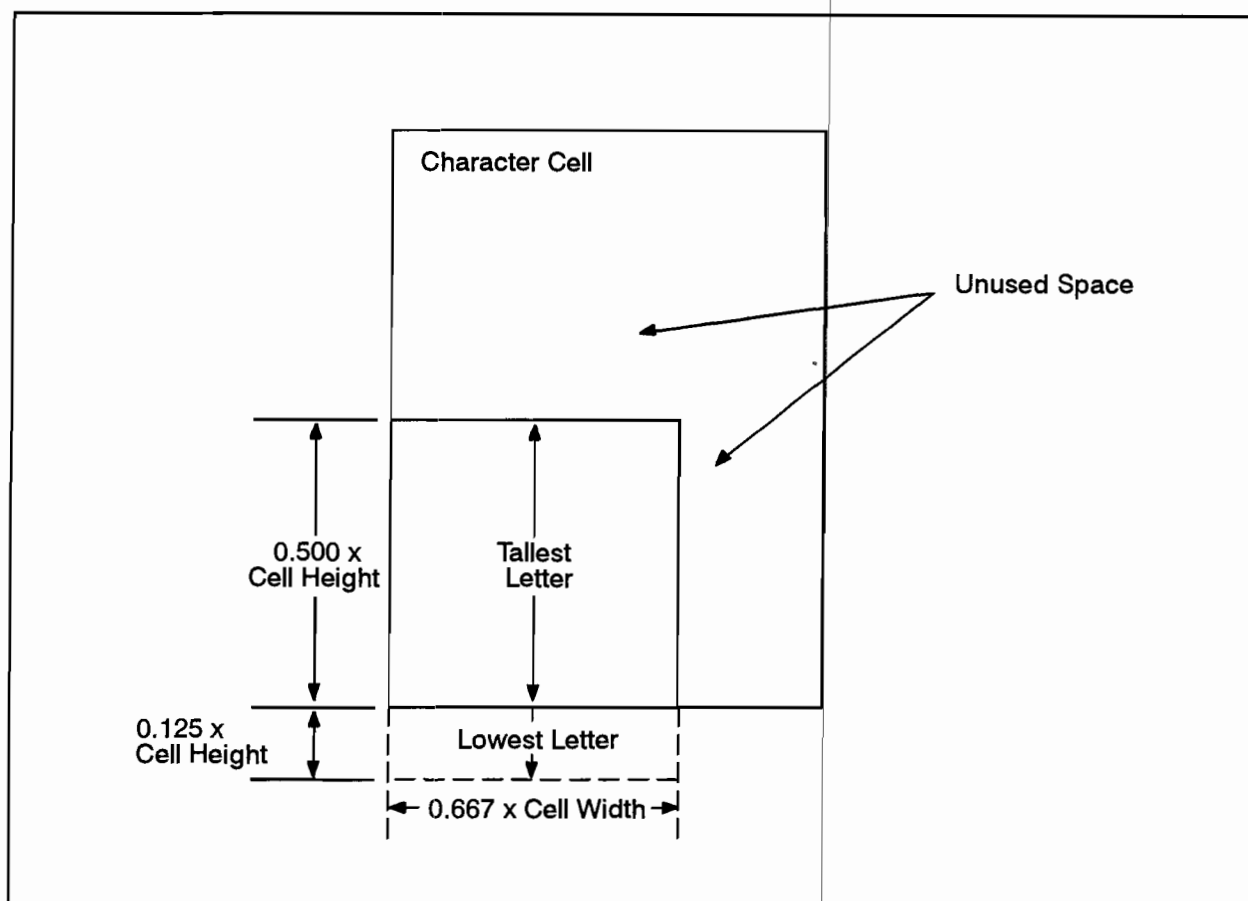 Character Cell
Unused Space
0.500 x
Cell Height
Tallest
Letter
0.125 x
Cell Height
Lowest Letter
0.667 x Cell Width